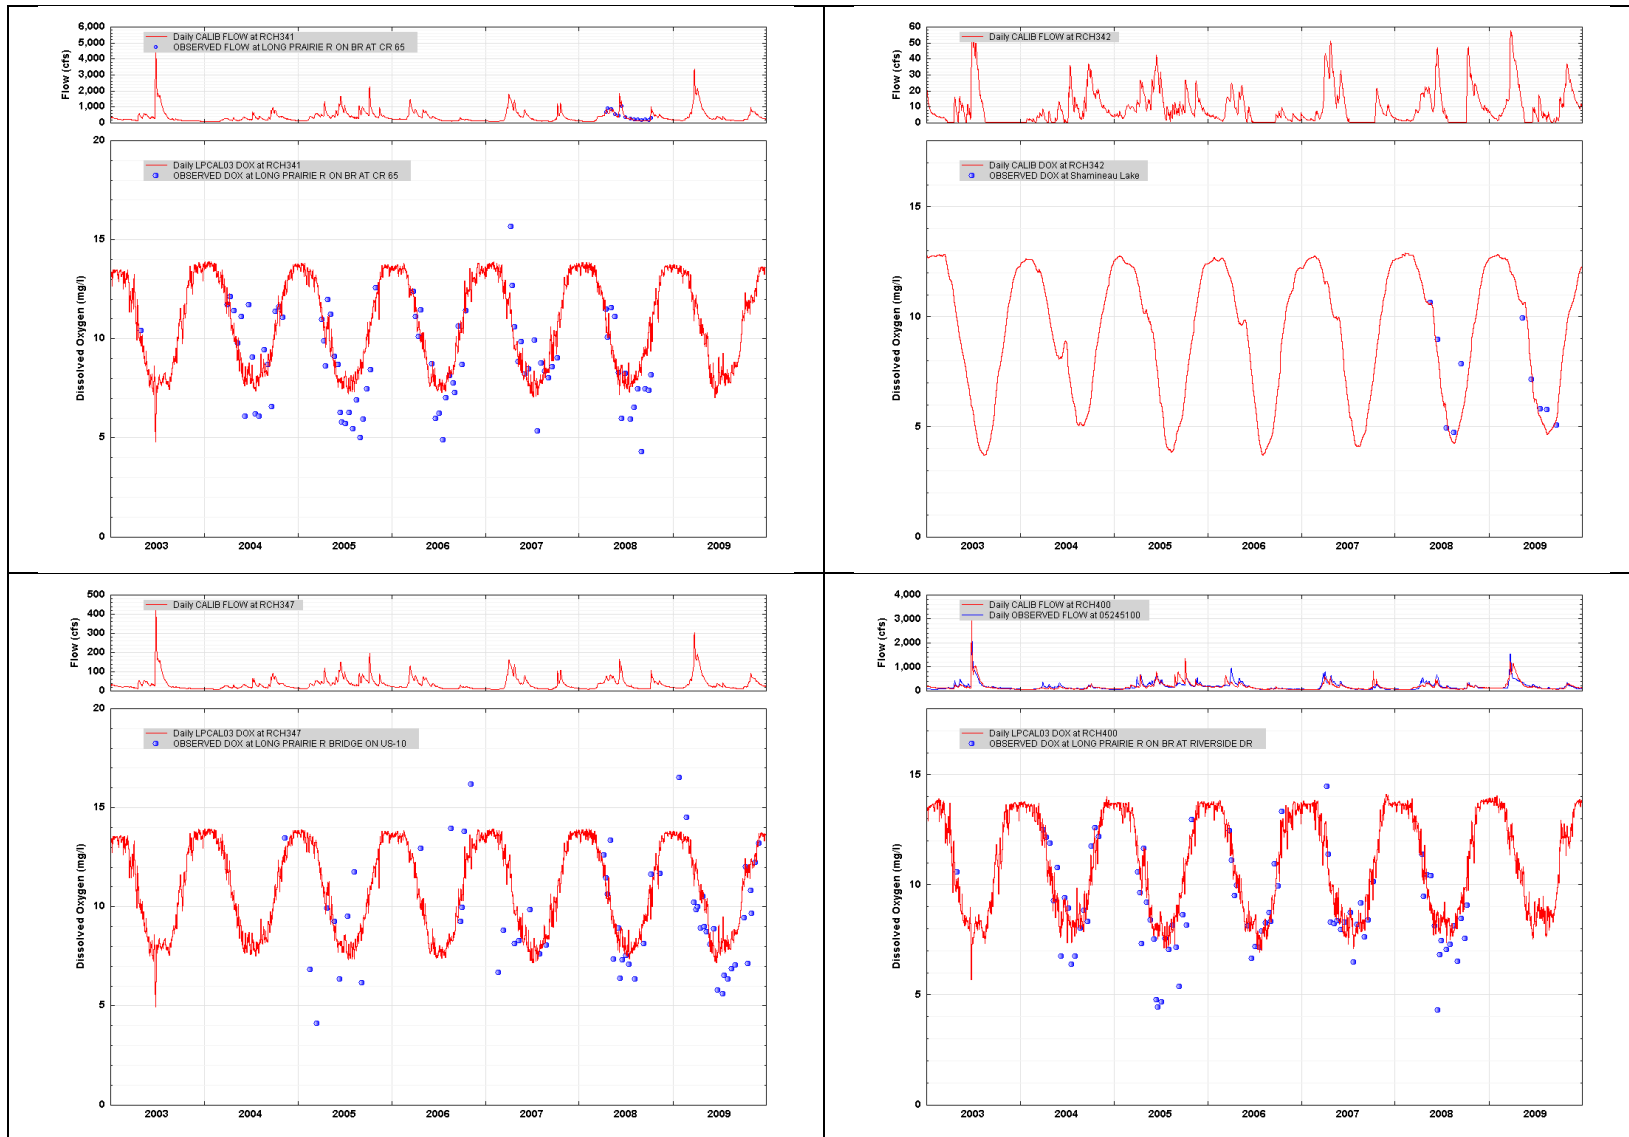 6,000
5,000
4,000
3,000
2,000
1,000
0
Flow (cfs)
Daily CALIB FLOW at RCH341
OBSERVED FLOW at LONG PRAIRIE R ON BR AT CR 65
20
15
10
5
0
Dissolved Oxygen (mg/l)
Daily LPCAL03 DOX at RCH341
OBSERVED DOX at LONG PRAIRIE R ON BR AT CR 65
2003 2004 2005 2006 2007 2008 2009
60
50
40
30
20
10
0
Flow (cfs)
Daily CALIB FLOW at RCH342
15
10
5
0
Dissolved Oxygen (mg/l)
Daily CALIB DOX at RCH342
OBSERVED DOX at Shamineau Lake
2003 2004 2005 2006 2007 2008 2009
500
400
300
200
100
0
Flow (cfs)
Daily CALIB FLOW at RCH347
20
15
10
5
0
Dissolved Oxygen (mg/l)
Daily LPCAL03 DOX at RCH347
OBSERVED DOX at LONG PRAIRIE R BRIDGE ON US-10
2003 2004 2005 2006 2007 2008 2009
4,000
3,000
2,000
1,000
0
Flow (cfs)
Daily CALIB FLOW at RCH400
Daily OBSERVED FLOW at 05245100
15
10
5
0
Dissolved Oxygen (mg/l)
Daily LPCAL03 DOX at RCH400
OBSERVED DOX at LONG PRAIRIE R ON BR AT RIVERSIDE DR
2003 2004 2005 2006 2007 2008 2009